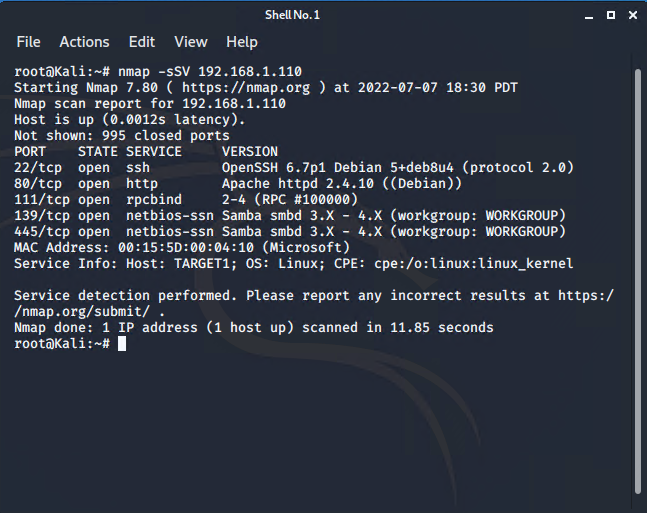 Shell No. 1
File Actions Edit View Help
root@Kali:~# nmap -sSV 192.168.1.110
Starting Nmap 7.80 ( https://nmap.org ) at 2022-07-07 18:30 PDT
Nmap scan report for 192.168.1.110
Host is up (0.0012s latency).
Not shown: 995 closed ports
PORT    STATE SERVICE     VERSION
22/tcp  open  ssh         OpenSSH 6.7p1 Debian 5+deb8u4 (protocol 2.0)
80/tcp  open  http        Apache httpd 2.4.10 ((Debian))
111/tcp open  rpcbind     2-4 (RPC #100000)
139/tcp open  netbios-ssn Samba smbd 3.X - 4.X (workgroup: WORKGROUP)
445/tcp open  netbios-ssn Samba smbd 3.X - 4.X (workgroup: WORKGROUP)
MAC Address: 00:15:5D:00:04:10 (Microsoft)
Service Info: Host: TARGET1; OS: Linux; CPE: cpe:/o:linux:linux_kernel

Service detection performed. Please report any incorrect results at https:/
/nmap.org/submit/ .
Nmap done: 1 IP address (1 host up) scanned in 11.85 seconds
root@Kali:~#